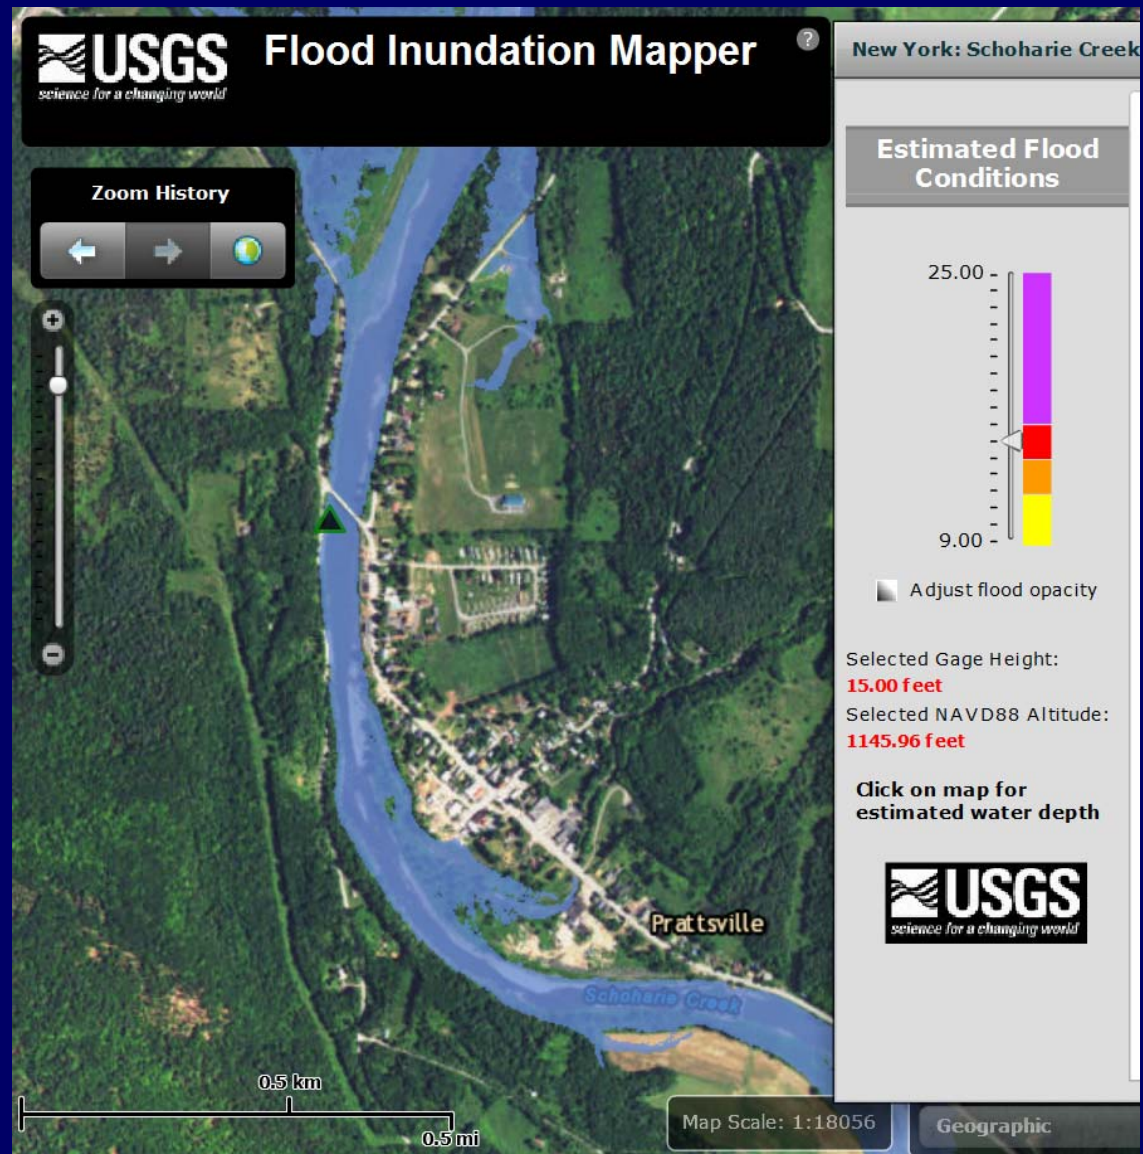 USGS
science for a changing world
Flood Inundation Mapper
?
Zoom History
New York: Schoharie Creek
Estimated Flood
Conditions
25.00
9.00
Adjust flood opacity
Selected Gage Height:
15.00 feet
Selected NAVD88 Altitude:
1145.96 feet
Click on map for
estimated water depth
USGS
science for a changing world
Prattsville
Schoharie Creek
0.5 km
0.5 mi
Map Scale: 1:18056
Geographic